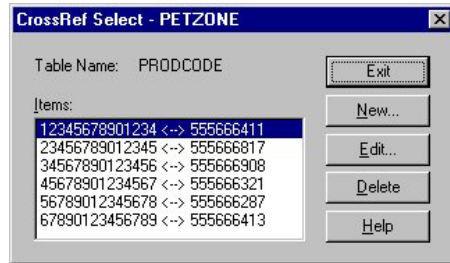 CrossRef Select - PETZONE
Table Name: PRODCODE
Exit
Items:
New...
12345678901234 <--> 555666411
23456789012345 <--> 555666817
Edit...
34567890123456 <--> 555666908
45678901234567 <--> 555666321
Delete
56789012345678 <--> 555666287
67890123456789 <--> 555666413
Help